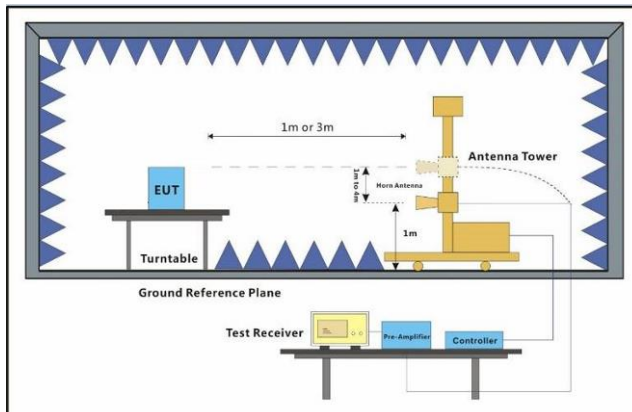 1m or 3m
Antenna Tower
1m to 4m
Horn Antenna
EUT
1m
Turntable
Ground Reference Plane
Test Receiver
Pre-Amplifier
Controller